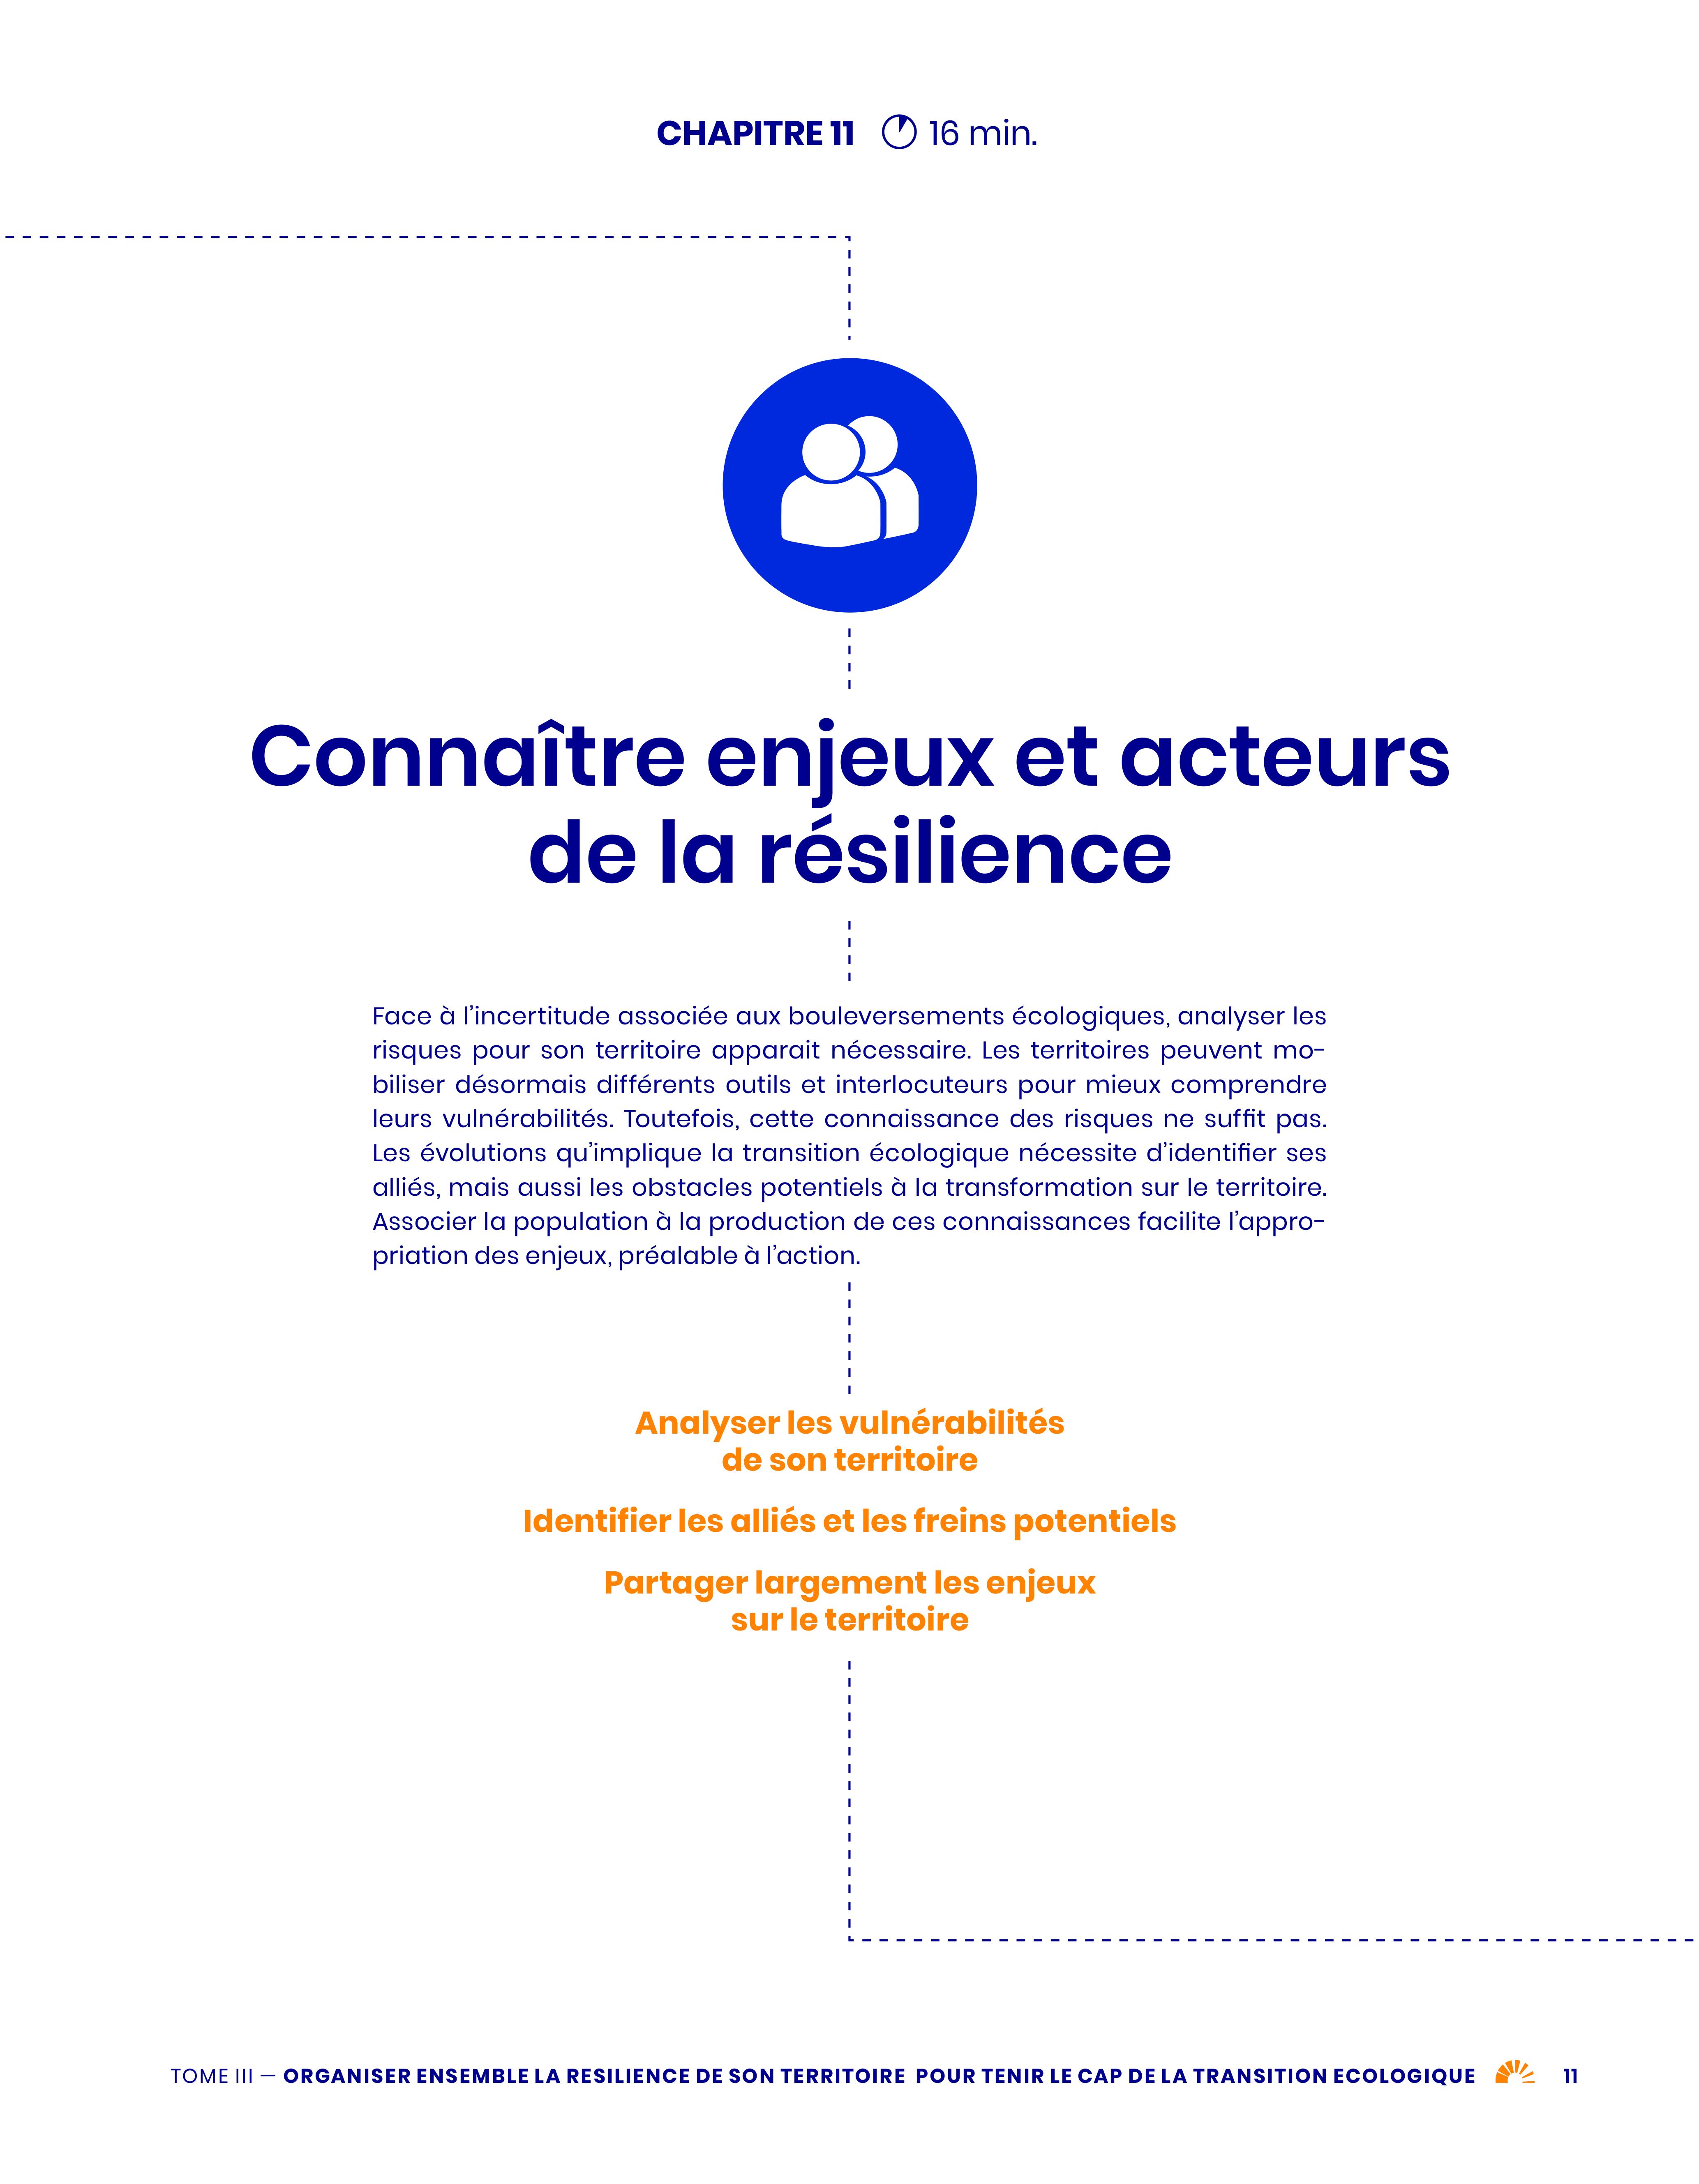 CHAPITRE 11 16 min.
Connaître enjeux et acteurs
de la résilience
Face à l’incertitude associée aux bouleversements écologiques, analyser les
risques pour son territoire apparait nécessaire. Les territoires peuvent mo-
biliser désormais différents outils et interlocuteurs pour mieux comprendre
leurs vulnérabilités. Toutefois, cette connaissance des risques ne suffit pas.
Les évolutions qu’implique la transition écologique nécessite d’identifier ses
alliés, mais aussi les obstacles potentiels à la transformation sur le territoire.
Associer la population à la production de ces connaissances facilite l’appro-
priation des enjeux, préalable à l’action.
Analyser les vulnérabilités
de son territoire
Identifier les alliés et les freins potentiels
Partager largement les enjeux
sur le territoire
TOME III — ORGANISER ENSEMBLE LA RESILIENCE DE SON TERRITOIRE POUR TENIR LE CAP DE LA TRANSITION ECOLOGIQUE 11